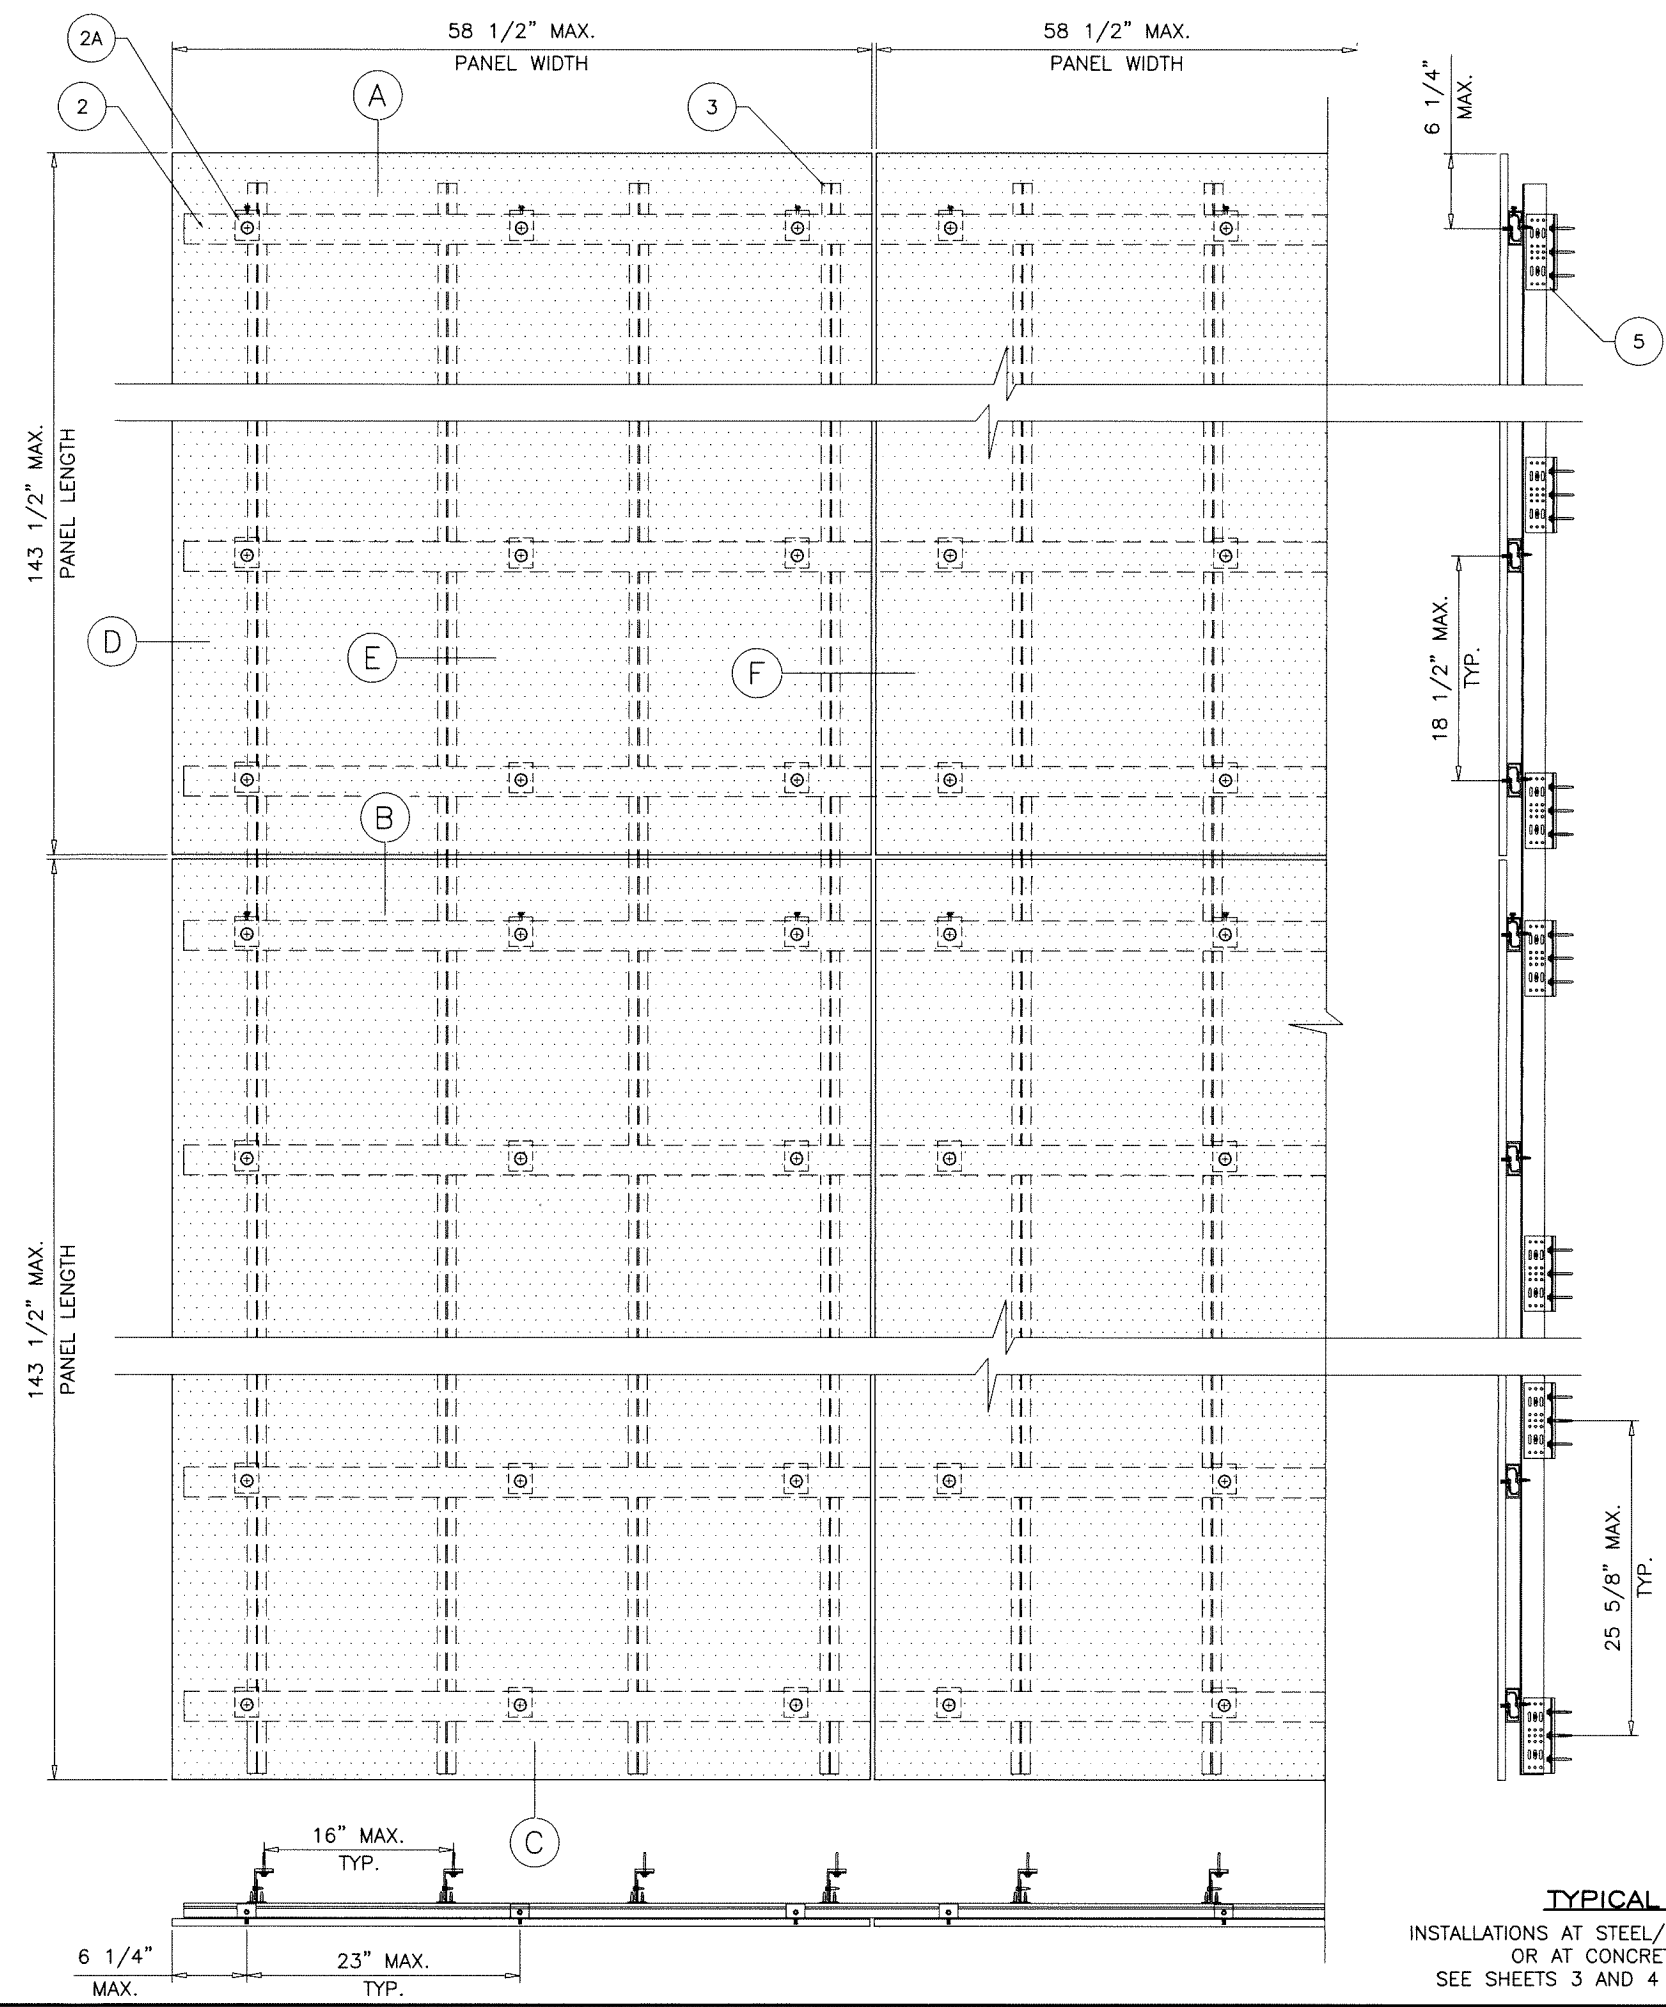 58 1/2" MAX.
PANEL WIDTH
58 1/2" MAX.
PANEL WIDTH
2A
2
A
3
6 1/4"
MAX.
5
143 1/2" MAX.
PANEL LENGTH
D
E
F
18 1/2" MAX.
TYP.
B
143 1/2" MAX.
PANEL LENGTH
25 5/8" MAX.
TYP.
C
16" MAX.
TYP.
6 1/4"
MAX.
23" MAX.
TYP.
TYPICAL
INSTALLATIONS AT STEEL/
OR AT CONCRE
SEE SHEETS 3 AND 4